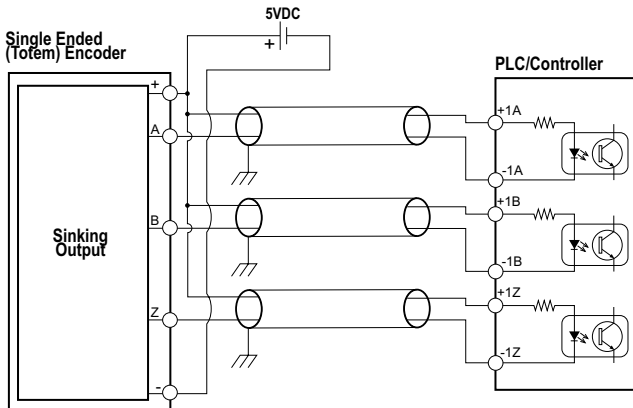 5VDC
+
Single Ended
(Totem) Encoder
PLC/Controller
+
A
B
Z
-
Sinking
Output
+1A
-1A
+1B
-1B
+1Z
-1Z